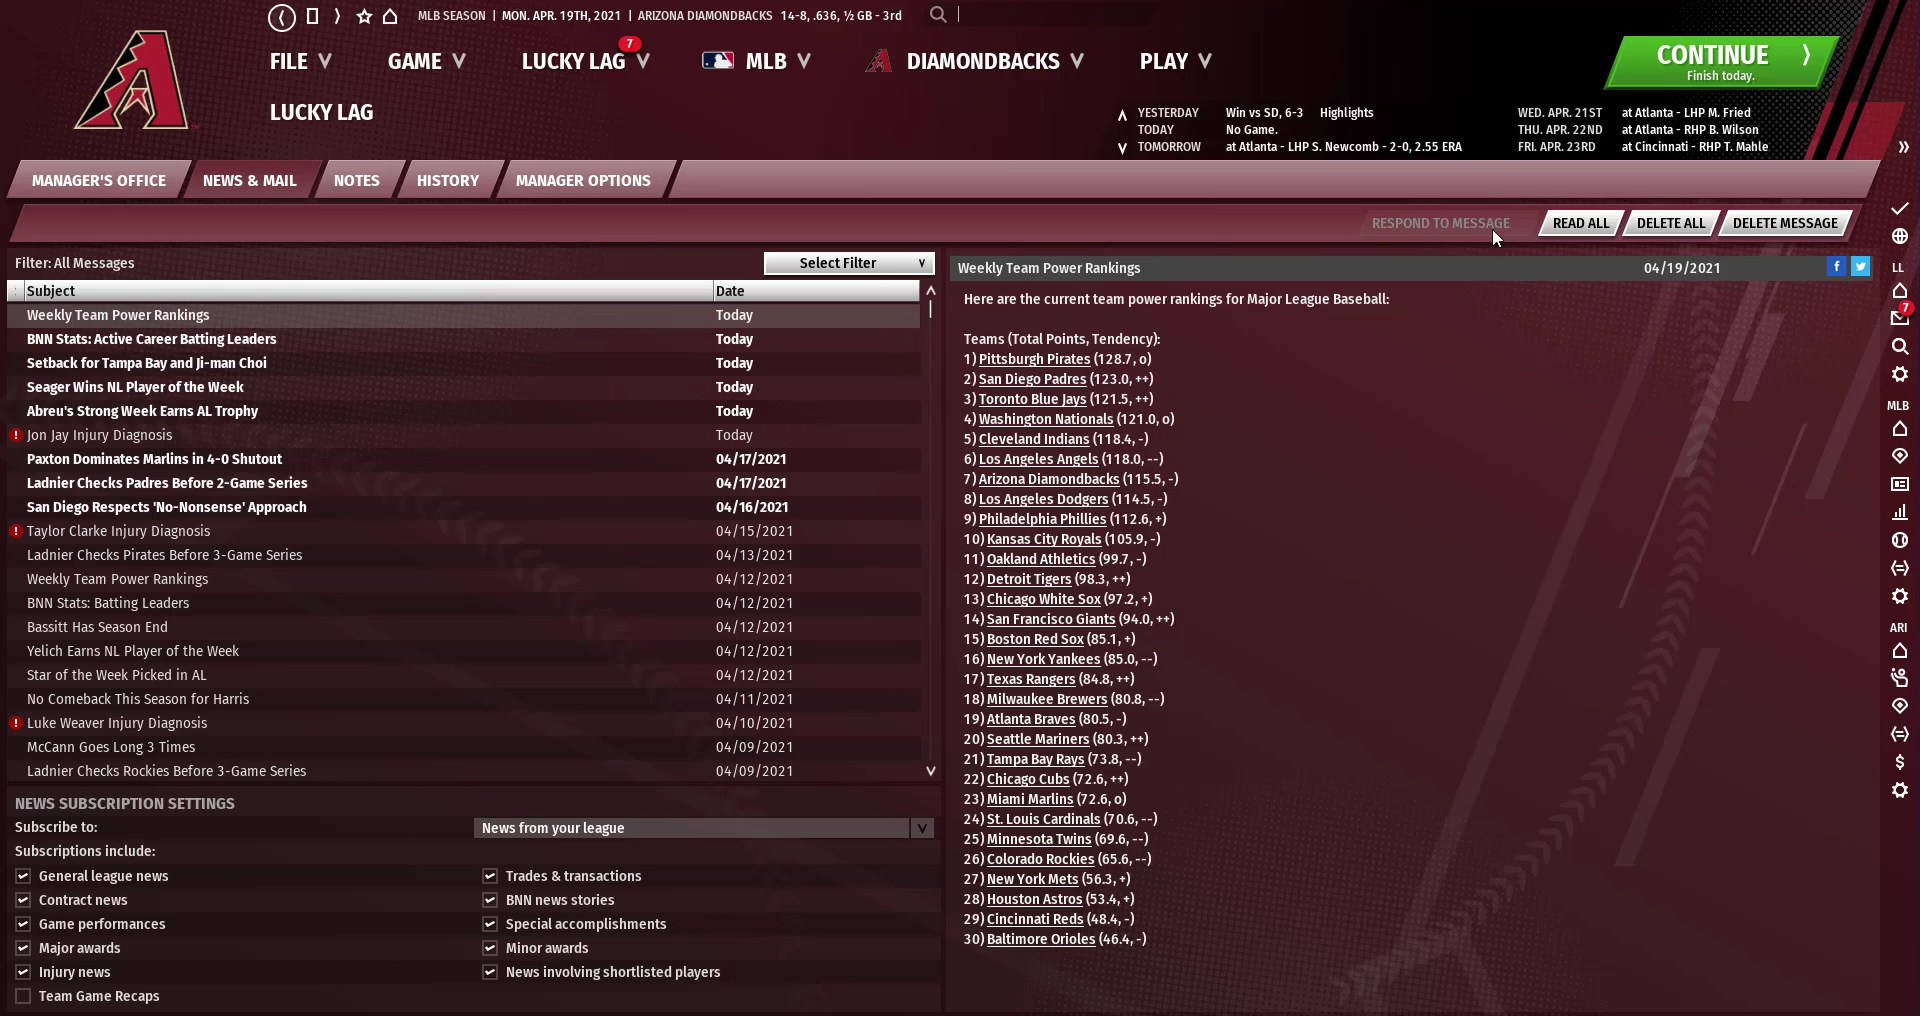 MLB SEASON | MON. APR. 19TH, 2021 | ARIZONA DIAMONDBACKS 14-8, .636, ½ GB - 3rd
FILE GAME LUCKY LAG 7 MLB DIAMONDBACKS PLAY
CONTINUE
Finish today.
LUCKY LAG
YESTERDAY Win vs SD, 6-3 Highlights WED. APR. 21ST at Atlanta - LHP M. Fried
TODAY No Game. THU. APR. 22ND at Atlanta - RHP B. Wilson
TOMORROW at Atlanta - LHP S. Newcomb - 2-0, 2.55 ERA FRI. APR. 23RD at Cincinnati - RHP T. Mahle
MANAGER'S OFFICE NEWS & MAIL NOTES HISTORY MANAGER OPTIONS
RESPOND TO MESSAGE READ ALL DELETE ALL DELETE MESSAGE
Filter: All Messages Select Filter
Subject Date
Weekly Team Power Rankings Today
BNN Stats: Active Career Batting Leaders Today
Setback for Tampa Bay and Ji-man Choi Today
Seager Wins NL Player of the Week Today
Abreu's Strong Week Earns AL Trophy Today
Jon Jay Injury Diagnosis Today
Paxton Dominates Marlins in 4-0 Shutout 04/17/2021
Ladnier Checks Padres Before 2-Game Series 04/17/2021
San Diego Respects 'No-Nonsense' Approach 04/16/2021
Taylor Clarke Injury Diagnosis 04/15/2021
Ladnier Checks Pirates Before 3-Game Series 04/13/2021
Weekly Team Power Rankings 04/12/2021
BNN Stats: Batting Leaders 04/12/2021
Bassitt Has Season End 04/12/2021
Yelich Earns NL Player of the Week 04/12/2021
Star of the Week Picked in AL 04/12/2021
No Comeback This Season for Harris 04/11/2021
Luke Weaver Injury Diagnosis 04/10/2021
McCann Goes Long 3 Times 04/09/2021
Ladnier Checks Rockies Before 3-Game Series 04/09/2021
NEWS SUBSCRIPTION SETTINGS
Subscribe to: News from your league
Subscriptions include:
General league news Trades & transactions
Contract news BNN news stories
Game performances Special accomplishments
Major awards Minor awards
Injury news News involving shortlisted players
Team Game Recaps
Weekly Team Power Rankings 04/19/2021
Here are the current team power rankings for Major League Baseball:
Teams (Total Points, Tendency):
1) Pittsburgh Pirates (128.7, o)
2) San Diego Padres (123.0, ++)
3) Toronto Blue Jays (121.5, ++)
4) Washington Nationals (121.0, o)
5) Cleveland Indians (118.4, -)
6) Los Angeles Angels (118.0, --)
7) Arizona Diamondbacks (115.5, -)
8) Los Angeles Dodgers (114.5, -)
9) Philadelphia Phillies (112.6, +)
10) Kansas City Royals (105.9, -)
11) Oakland Athletics (99.7, -)
12) Detroit Tigers (98.3, ++)
13) Chicago White Sox (97.2, +)
14) San Francisco Giants (94.0, ++)
15) Boston Red Sox (85.1, +)
16) New York Yankees (85.0, --)
17) Texas Rangers (84.8, ++)
18) Milwaukee Brewers (80.8, --)
19) Atlanta Braves (80.5, -)
20) Seattle Mariners (80.3, ++)
21) Tampa Bay Rays (73.8, --)
22) Chicago Cubs (72.6, ++)
23) Miami Marlins (72.6, o)
24) St. Louis Cardinals (70.6, --)
25) Minnesota Twins (69.6, --)
26) Colorado Rockies (65.6, --)
27) New York Mets (56.3, +)
28) Houston Astros (53.4, +)
29) Cincinnati Reds (48.4, -)
30) Baltimore Orioles (46.4, -)
LL
7
MLB
ARI
$